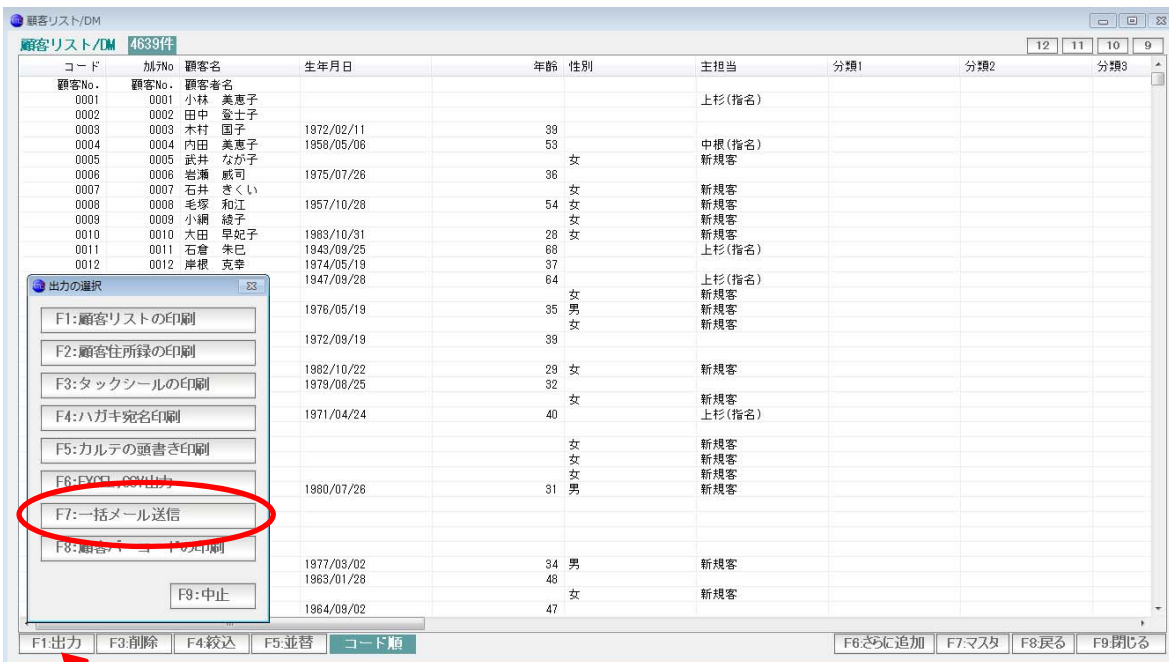 顧客リスト/DM
顧客リスト/DM 4639件 12 11 10 9
コード ｶﾙﾃNo 顧客名 生年月日 年齢 性別 主担当 分類1 分類2 分類3
顧客No. 顧客No. 顧客者名
0001 0001 小林 美恵子 上杉(指名)
0002 0002 田中 登士子
0003 0003 木村 国子 1972/02/11 39
0004 0004 内田 美恵子 1958/05/06 53 中根(指名)
0005 0005 武井 なが子 女 新規客
0006 0006 岩瀬 威司 1975/07/26 36
0007 0007 石井 きくい 女 新規客
0008 0008 毛塚 和江 1957/10/28 54 女 新規客
0009 0009 小網 綾子 女 新規客
0010 0010 大田 早妃子 1983/10/31 28 女 新規客
0011 0011 石倉 朱巳 1943/09/25 68 上杉(指名)
0012 0012 岸根 克幸 1974/05/19 37
1947/09/28 64 上杉(指名)
女 新規客
1976/05/19 35 男 新規客
女 新規客
1972/09/19 39
1982/10/22 29 女 新規客
1979/08/25 32
女 新規客
1971/04/24 40 上杉(指名)
女 新規客
女 新規客
女 新規客
1980/07/26 31 男 新規客
1977/03/02 34 男 新規客
1963/01/28 48
女 新規客
1964/09/02 47
出力の選択
F1:顧客リストの印刷
F2:顧客住所録の印刷
F3:タックシールの印刷
F4:ハガキ宛名印刷
F5:カルテの頭書き印刷
F6:EXCEL,CSV出力
F7:一括メール送信
F8:顧客バーコードの印刷
F9:中止
F1:出力 F3:削除 F4:絞込 F5:並替 コード順 F6:さらに追加 F7:マスタ F8:戻る F9:閉じる